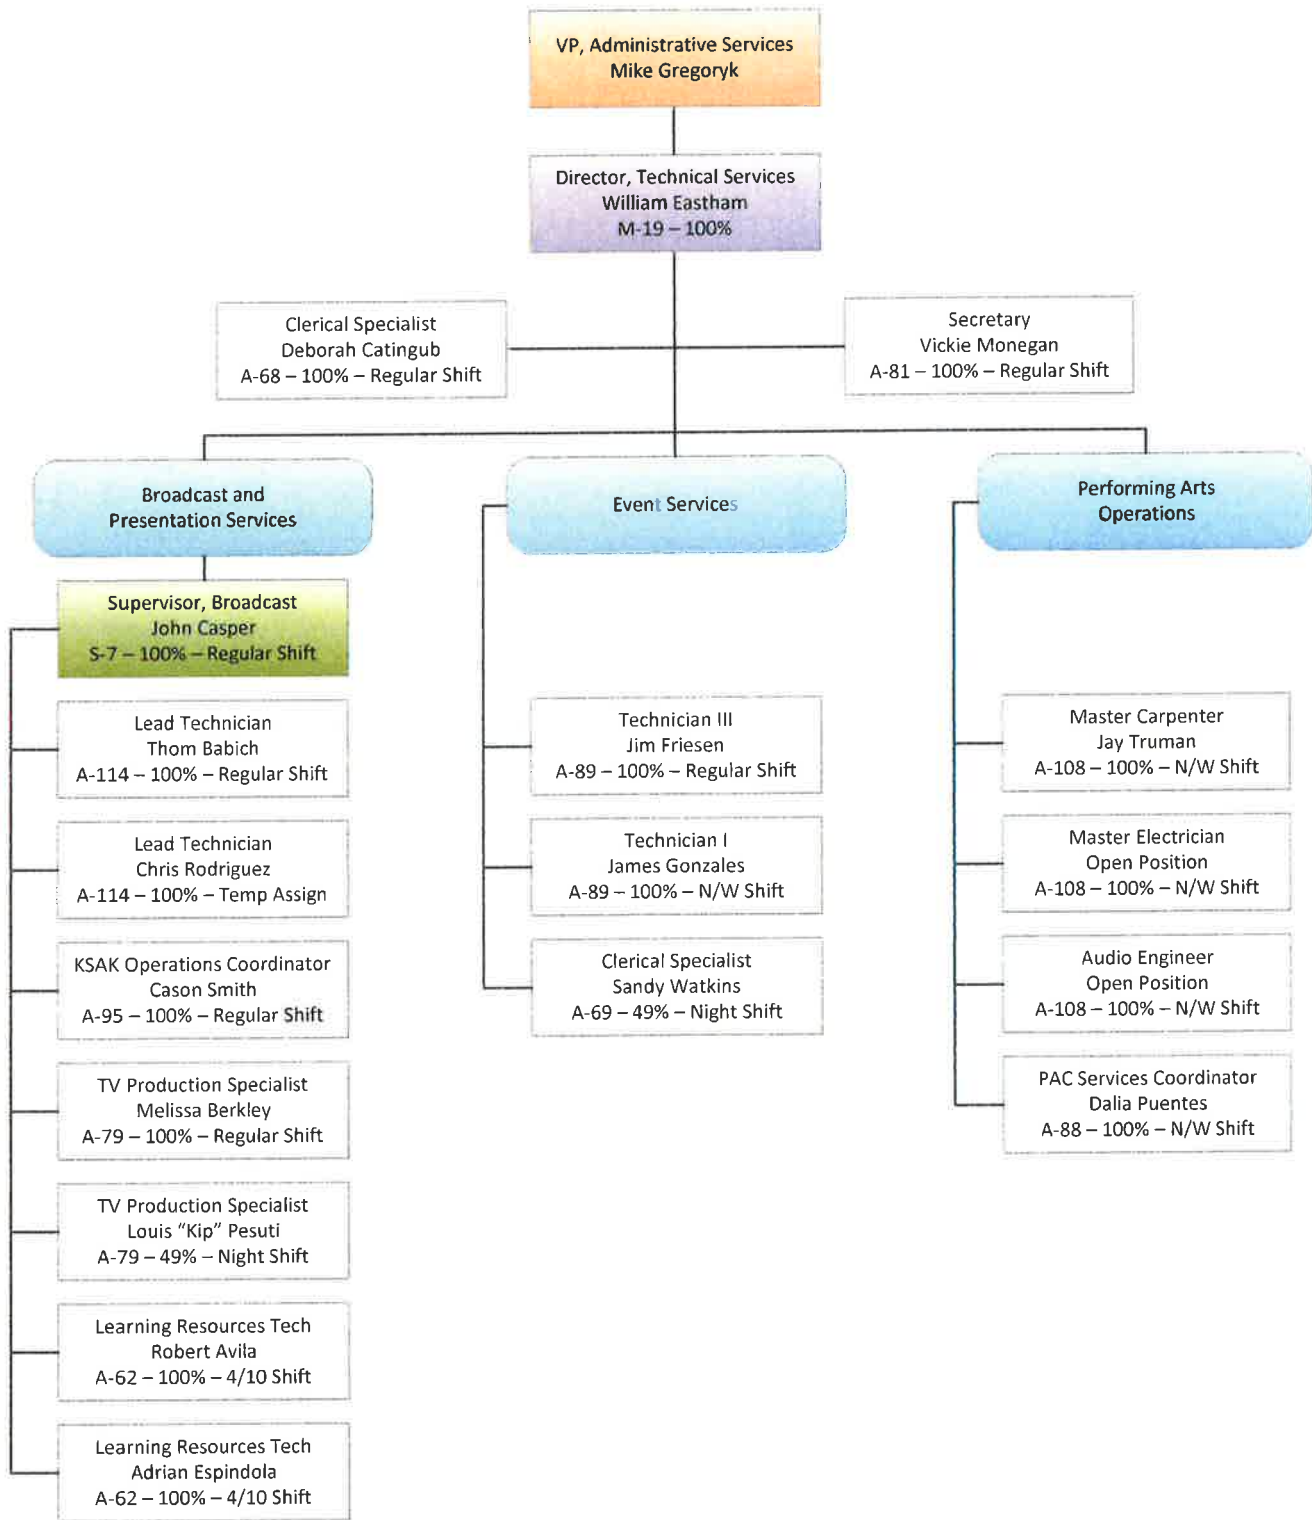 VP, Administrative Services
Mike Gregoryk
Director, Technical Services
William Eastham
M-19 – 100%
Clerical Specialist
Deborah Catingub
A-68 – 100% – Regular Shift
Secretary
Vickie Monegan
A-81 – 100% – Regular Shift
Broadcast and
Presentation Services
Supervisor, Broadcast
John Casper
S-7 – 100% – Regular Shift
Lead Technician
Thom Babich
A-114 – 100% – Regular Shift
Lead Technician
Chris Rodriguez
A-114 – 100% – Temp Assign
KSAK Operations Coordinator
Cason Smith
A-95 – 100% – Regular Shift
TV Production Specialist
Melissa Berkley
A-79 – 100% – Regular Shift
TV Production Specialist
Louis “Kip” Pesuti
A-79 – 49% – Night Shift
Learning Resources Tech
Robert Avila
A-62 – 100% – 4/10 Shift
Learning Resources Tech
Adrian Espindola
A-62 – 100% – 4/10 Shift
Event Services
Technician III
Jim Friesen
A-89 – 100% – Regular Shift
Technician I
James Gonzales
A-89 – 100% – N/W Shift
Clerical Specialist
Sandy Watkins
A-69 – 49% – Night Shift
Performing Arts
Operations
Master Carpenter
Jay Truman
A-108 – 100% – N/W Shift
Master Electrician
Open Position
A-108 – 100% – N/W Shift
Audio Engineer
Open Position
A-108 – 100% – N/W Shift
PAC Services Coordinator
Dalia Puentes
A-88 – 100% – N/W Shift